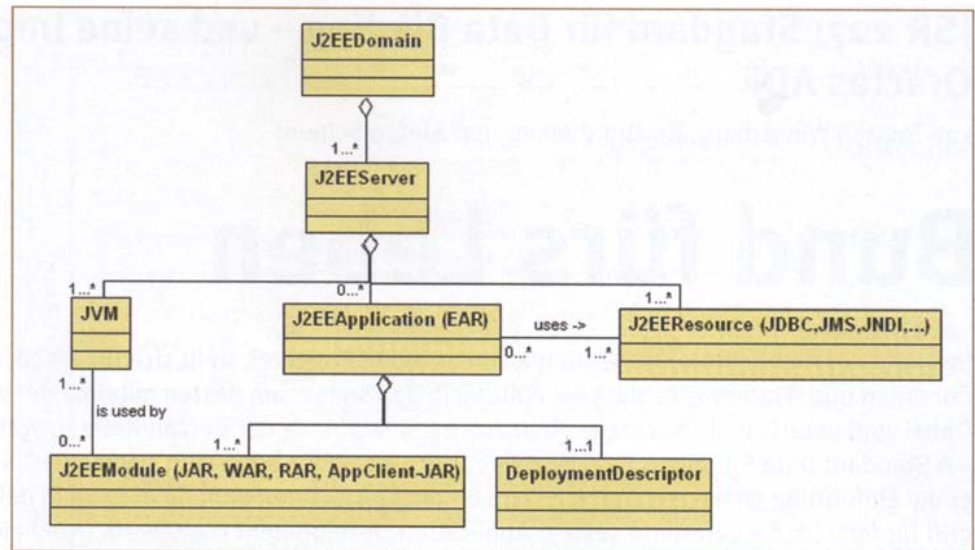 J2EEDomain
1...*
J2EEServer
1...*
0...*
1...*
JVM
J2EEApplication (EAR)
uses ->
J2EEResource (JDBC,JMS,JNDI,...)
0...*
1...*
1...*
is used by
0...*
1...*
1...1
J2EEModule (JAR, WAR, RAR, AppClient-JAR)
DeploymentDescriptor